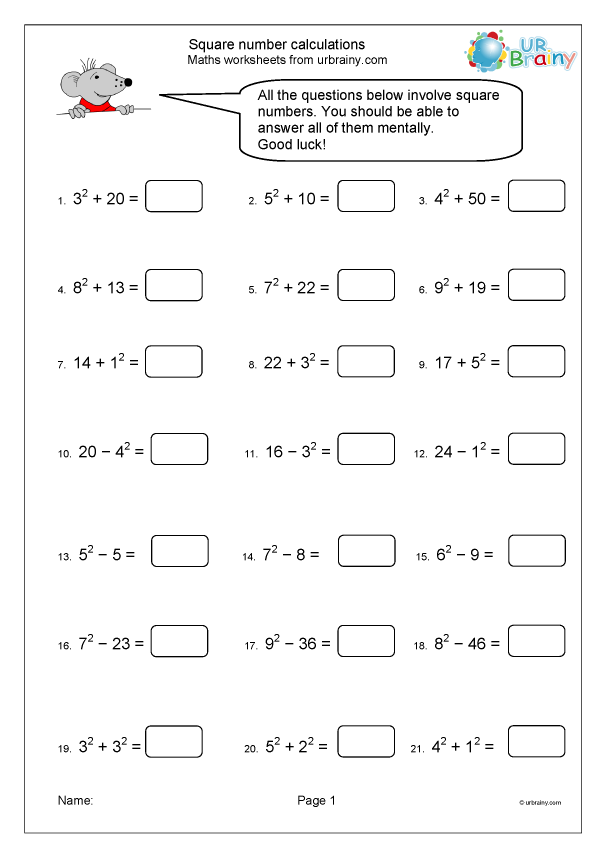 Square number calculations
Maths worksheets from urbrainy.com
UR
Brainy
All the questions below involve square
numbers. You should be able to
answer all of them mentally.
Good luck!
1. 3² + 20 =
2. 5² + 10 =
3. 4² + 50 =
4. 8² + 13 =
5. 7² + 22 =
6. 9² + 19 =
7. 14 + 1² =
8. 22 + 3² =
9. 17 + 5² =
10. 20 − 4² =
11. 16 − 3² =
12. 24 − 1² =
13. 5² − 5 =
14. 7² − 8 =
15. 6² − 9 =
16. 7² − 23 =
17. 9² − 36 =
18. 8² − 46 =
19. 3² + 3² =
20. 5² + 2² =
21. 4² + 1² =
Name:
Page 1
© urbrainy.com